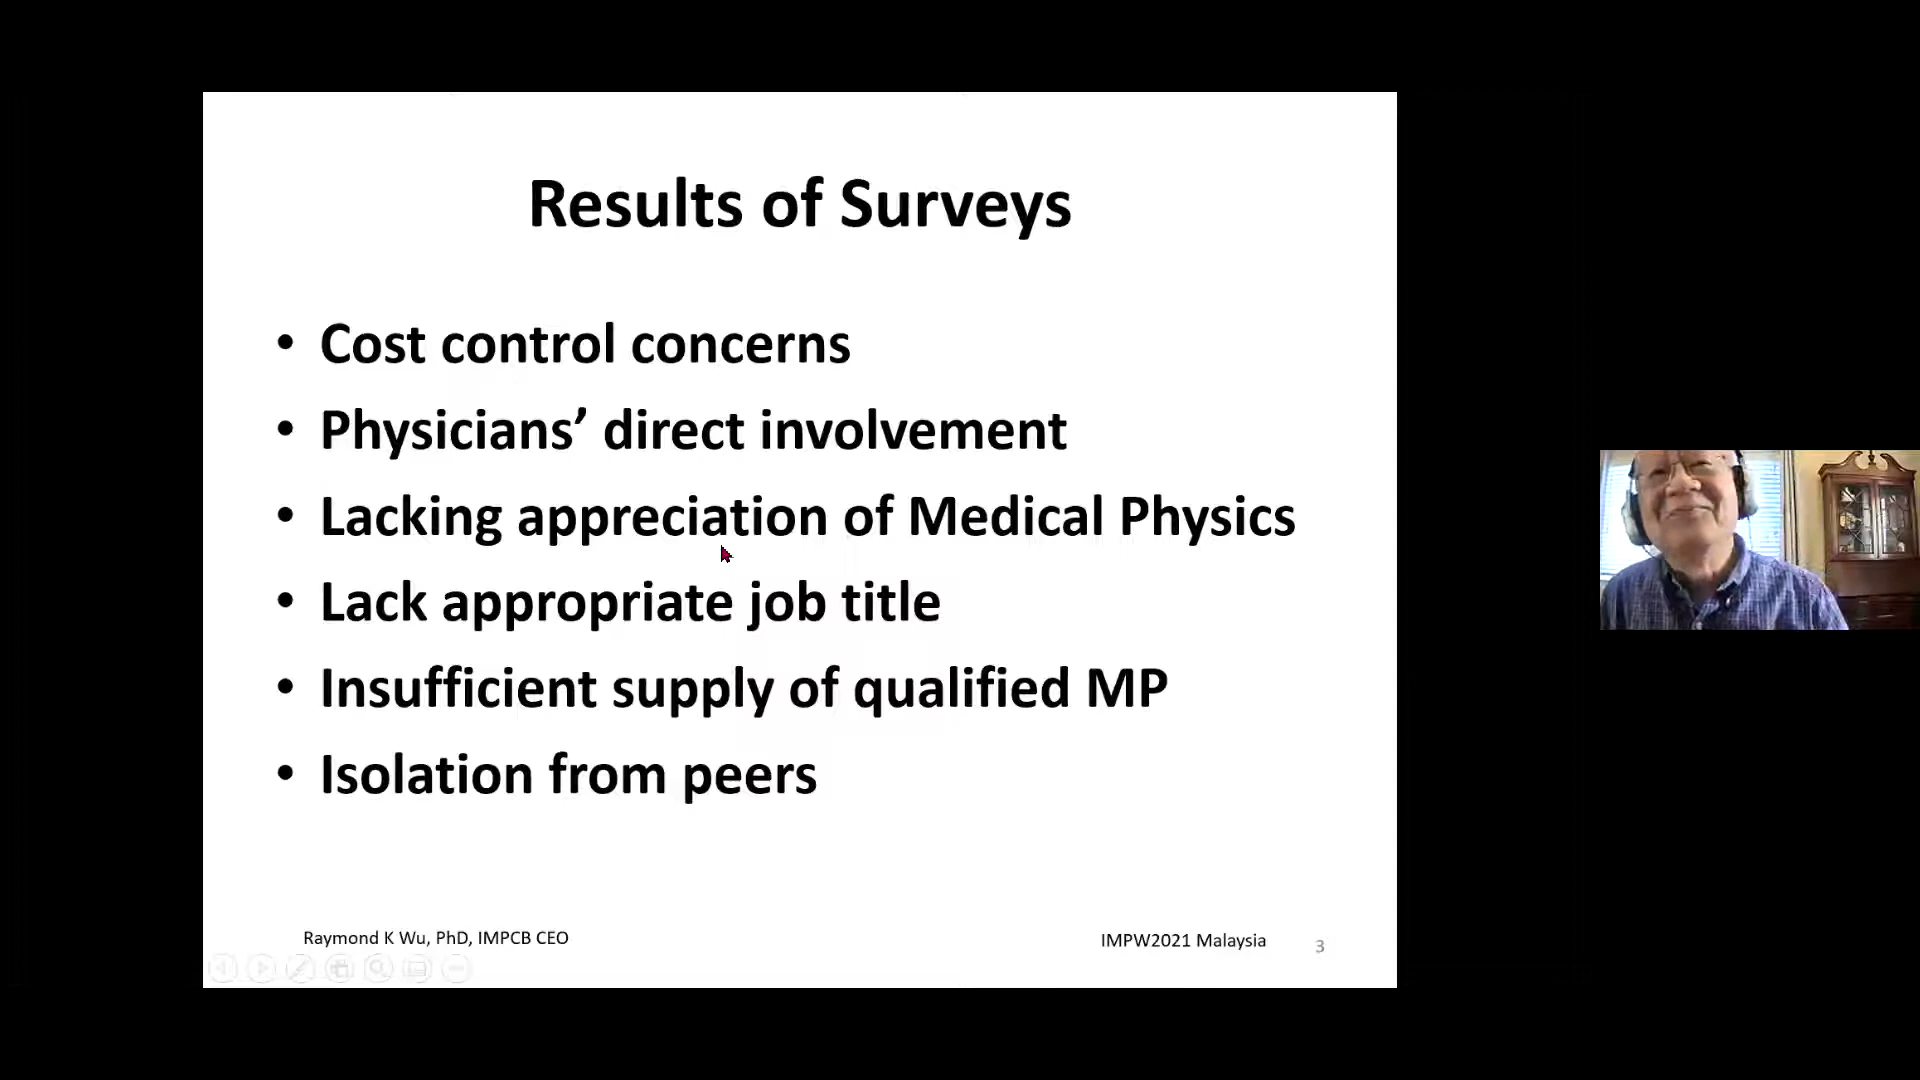 Results of Surveys
• Cost control concerns
• Physicians’ direct involvement
• Lacking appreciation of Medical Physics
• Lack appropriate job title
• Insufficient supply of qualified MP
• Isolation from peers
Raymond K Wu, PhD, IMPCB CEO
IMPW2021 Malaysia
3